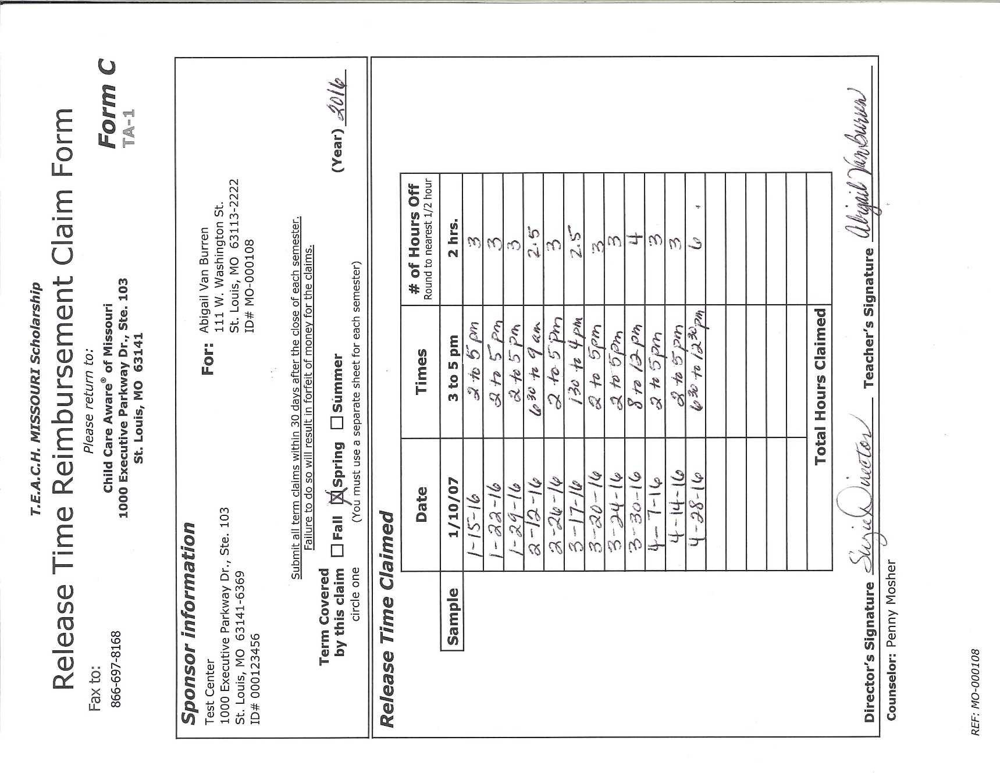 T.E.A.C.H. MISSOURI Scholarship
Release Time Reimbursement Claim Form
Fax to:
866-697-8168
Please return to:
Child Care Aware® of Missouri
1000 Executive Parkway Dr., Ste. 103
St. Louis, MO 63141
Form C
TA-1
Sponsor information
Test Center
1000 Executive Parkway Dr., Ste. 103
St. Louis, MO 63141-6369
ID# 000123456
For: Abigail Van Burren
111 W. Washington St.
St. Louis, MO 63113-2222
ID# MO-000108
Submit all term claims within 30 days after the close of each semester.
Failure to do so will result in forfeit of money for the claims.
Term Covered
by this claim ☐ Fall ☒ Spring ☐ Summer (Year) 2016
circle one (You must use a separate sheet for each semester)
Release Time Claimed
Date Times # of Hours Off
Round to nearest 1/2 hour
Sample 1/10/07 3 to 5 pm 2 hrs.
1-15-16 2 to 5 pm 3
1-22-16 2 to 5 pm 3
1-29-16 2 to 5 pm 3
2-12-16 6 30 to 9 am 2.5
2-26-16 2 to 5 pm 3
3-17-16 130 to 4 pm 2.5
3-20-16 2 to 5pm 3
3-24-16 2 to 5pm 3
3-30-16 8 to 12 pm 4
4-7-16 2 to 5pm 3
4-14-16 2 to 5pm 3
4-28-16 6 30 to 12 30 pm 6
Total Hours Claimed
Director's Signature Suzie Director Teacher's Signature Abigail Van Buren
Counselor: Penny Mosher
REF: MO-000108